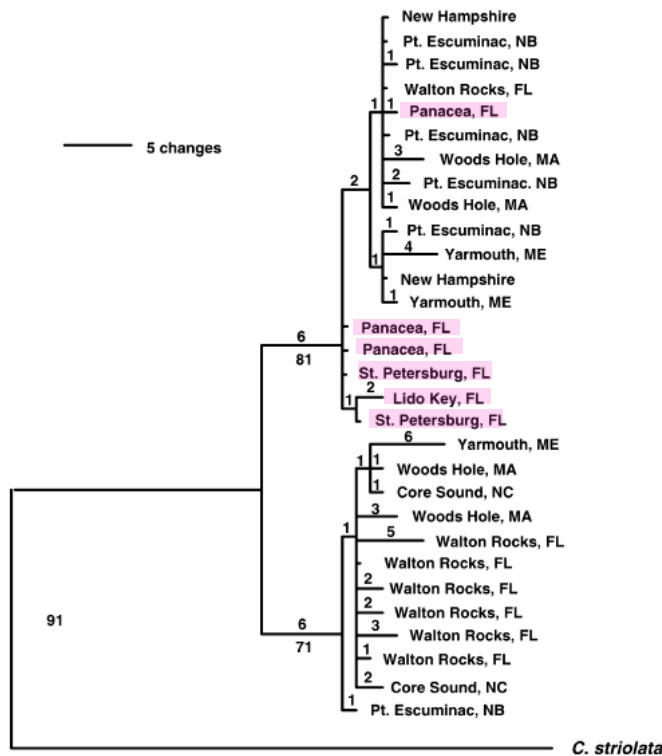 New Hampshire
Pt. Escuminac, NB
1
Pt. Escuminac, NB
Walton Rocks, FL
1 1 Panacea, FL
5 changes
Pt. Escuminac, NB
3
Woods Hole, MA
2
2 Pt. Escuminac. NB
1 Woods Hole, MA
1
Pt. Escuminac, NB
4
Yarmouth, ME
1
New Hampshire
1 Yarmouth, ME
Panacea, FL
6
Panacea, FL
81
St. Petersburg, FL
2
1 Lido Key, FL
St. Petersburg, FL
6
Yarmouth, ME
1 1
Woods Hole, MA
1 Core Sound, NC
3
Woods Hole, MA
1
5
Walton Rocks, FL
Walton Rocks, FL
2
Walton Rocks, FL
2
Walton Rocks, FL
91
6
3
Walton Rocks, FL
71
1
Walton Rocks, FL
2
Core Sound, NC
1
Pt. Escuminac, NB
C. striolata